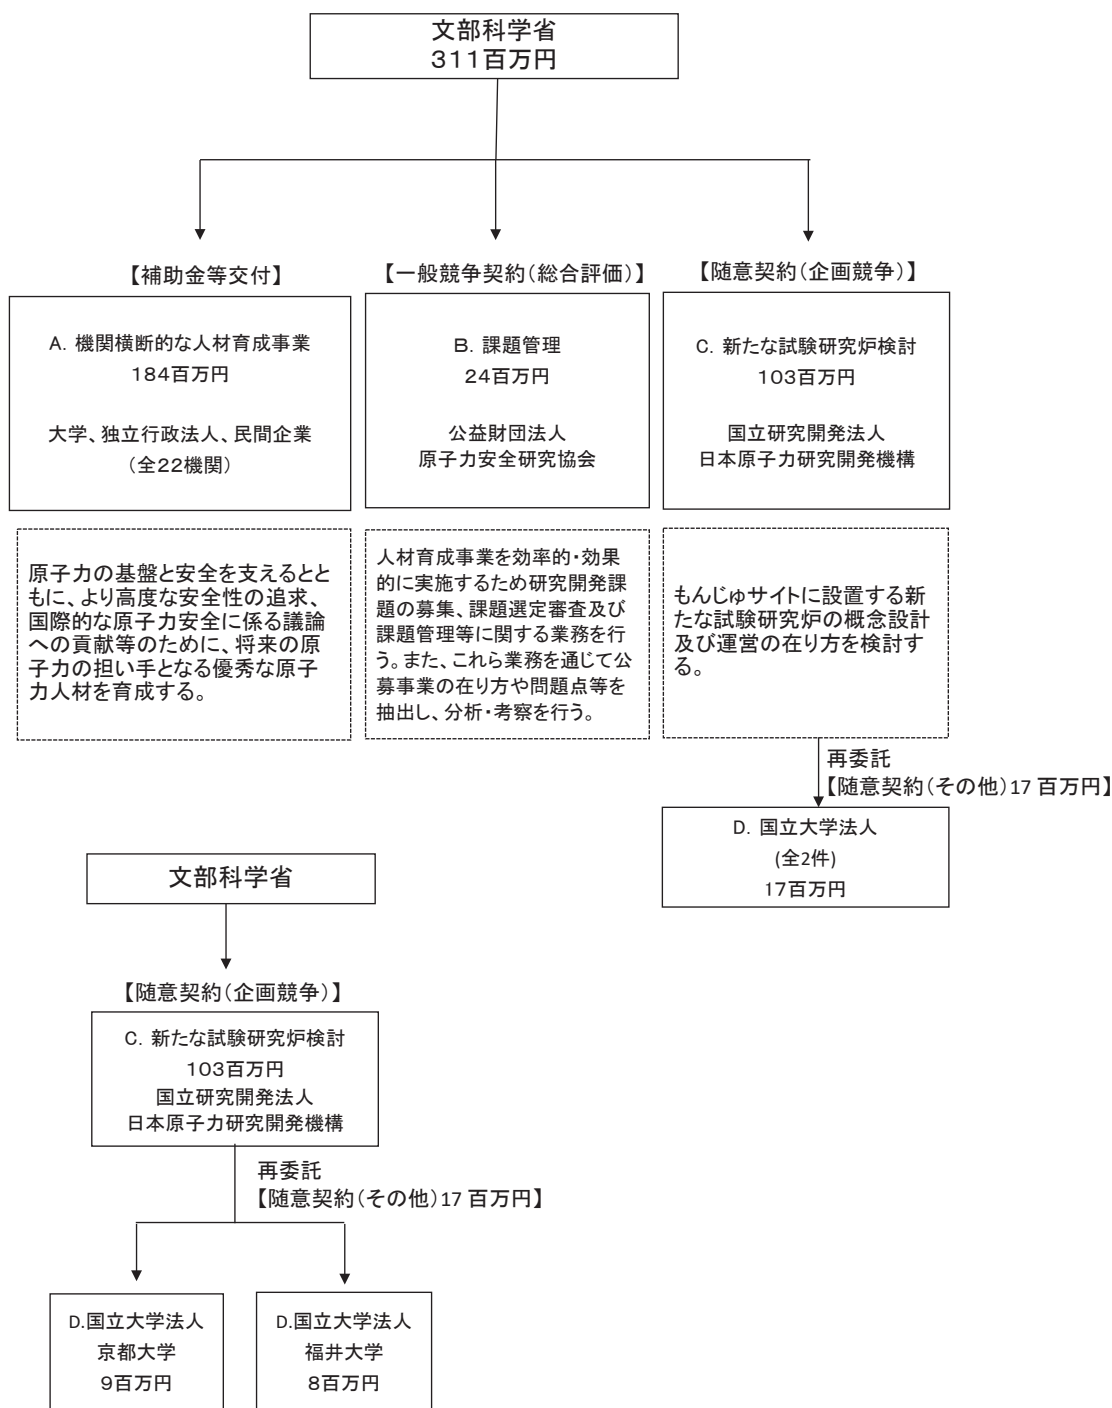 文部科学省
311百万円
【補助金等交付】
【一般競争契約(総合評価)】
【随意契約(企画競争)】
A. 機関横断的な人材育成事業
184百万円
大学、独立行政法人、民間企業
(全22機関)
B. 課題管理
24百万円
公益財団法人
原子力安全研究協会
C. 新たな試験研究炉検討
103百万円
国立研究開発法人
日本原子力研究開発機構
原子力の基盤と安全を支えるとと
もに、より高度な安全性の追求、
国際的な原子力安全に係る議論
への貢献等のために、将来の原
子力の担い手となる優秀な原子
力人材を育成する。
人材育成事業を効率的・効果
的に実施するため研究開発課
題の募集、課題選定審査及び
課題管理等に関する業務を行
う。また、これら業務を通じて公
募事業の在り方や問題点等を
抽出し、分析・考察を行う。
もんじゅサイトに設置する新
たな試験研究炉の概念設計
及び運営の在り方を検討す
る。
再委託
【随意契約(その他)17 百万円】
D. 国立大学法人
(全2件)
17百万円
文部科学省
【随意契約(企画競争)】
C. 新たな試験研究炉検討
103百万円
国立研究開発法人
日本原子力研究開発機構
再委託
【随意契約(その他)17 百万円】
D.国立大学法人
京都大学
9百万円
D.国立大学法人
福井大学
8百万円